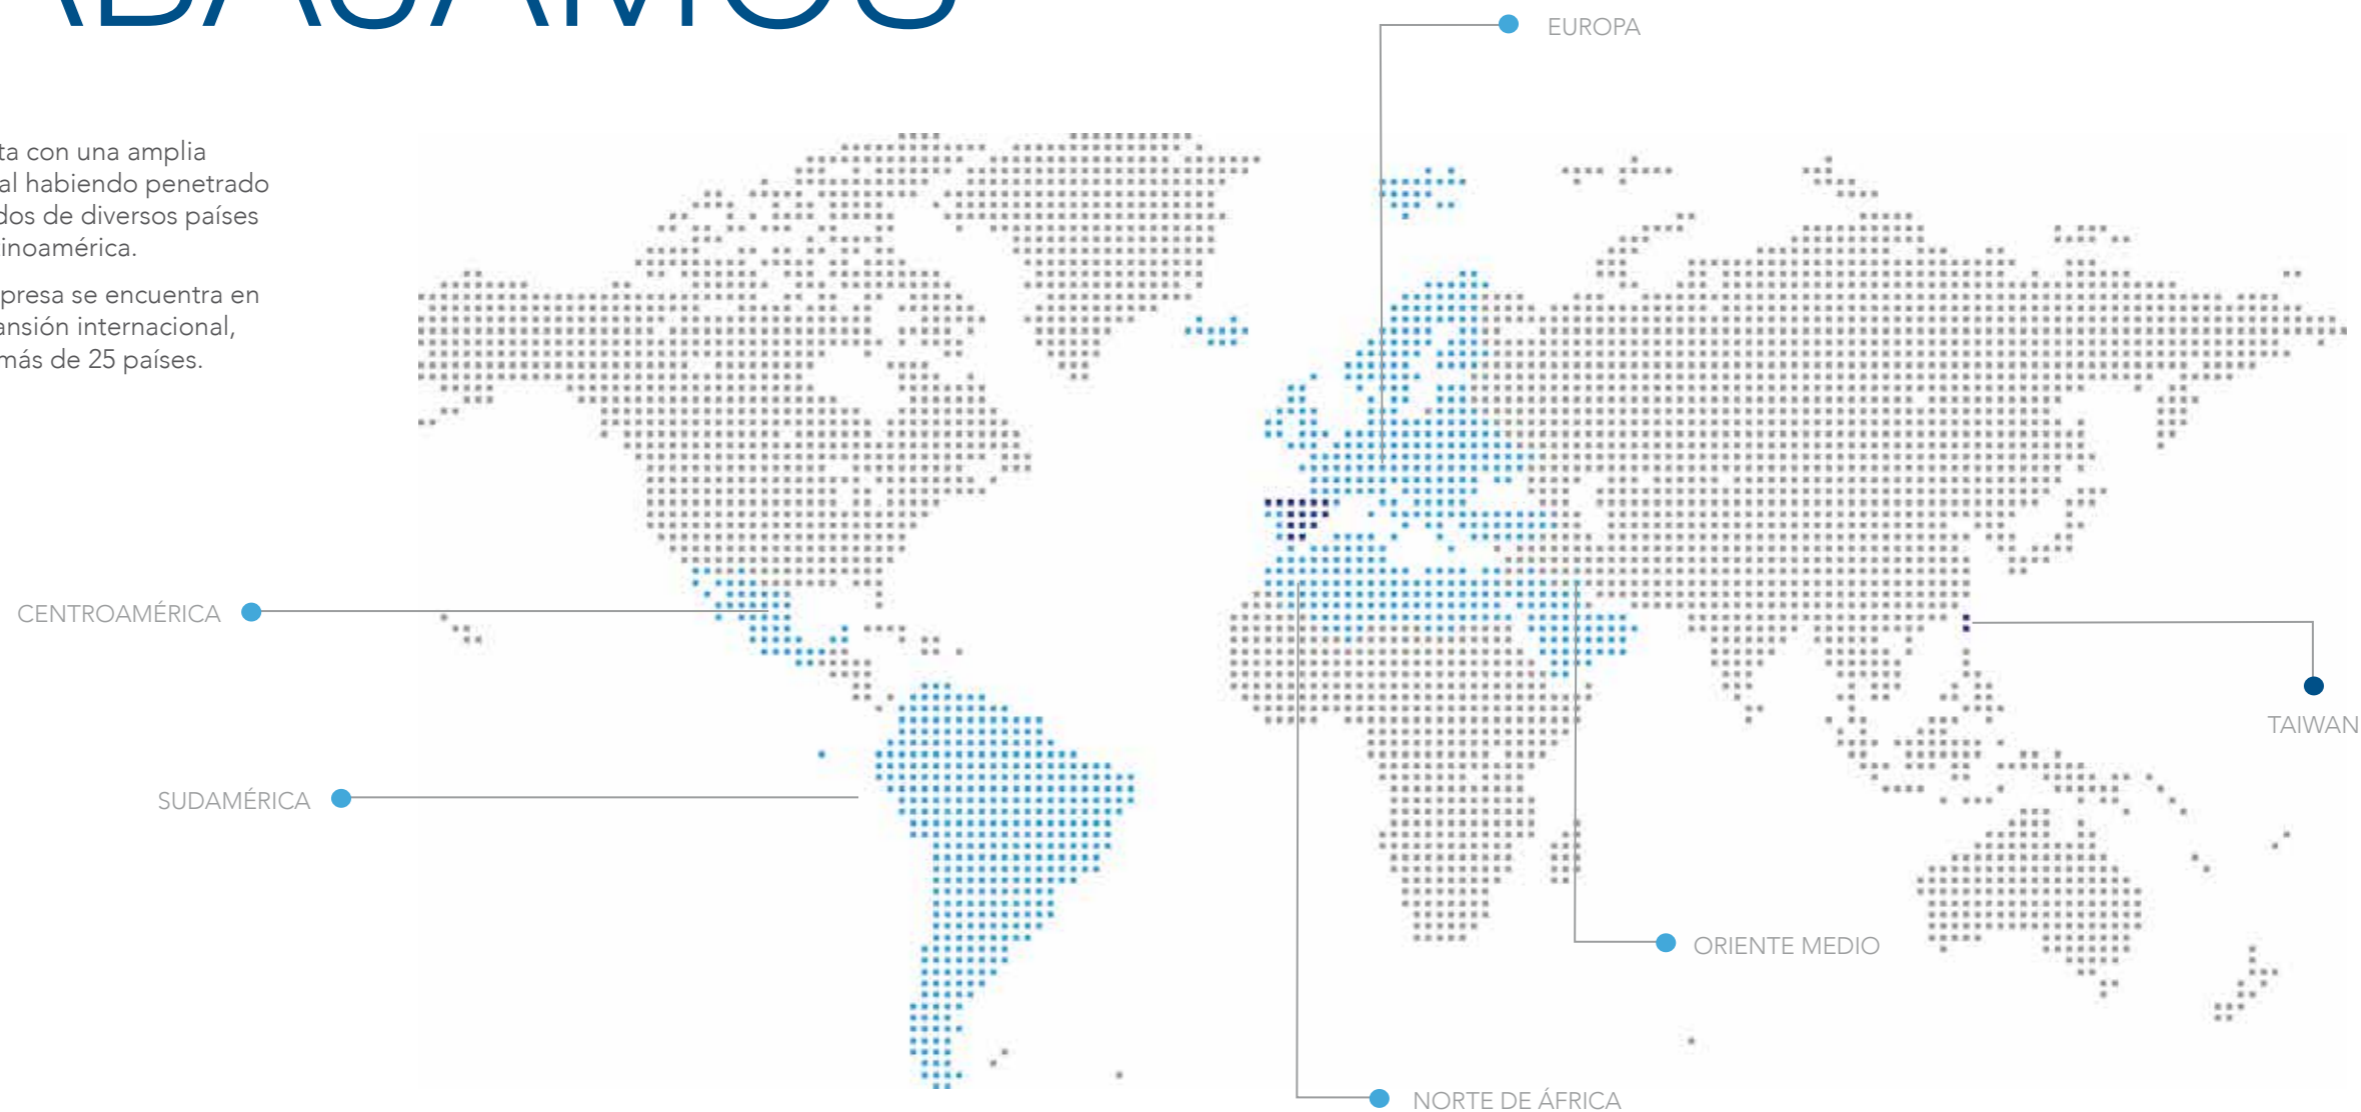 ABAJAMOS
ta con una amplia
al habiendo penetrado
dos de diversos países
inoamérica.
presa se encuentra en
ansión internacional,
más de 25 países.
EUROPA
CENTROAMÉRICA
SUDAMÉRICA
TAIWAN
ORIENTE MEDIO
NORTE DE ÁFRICA